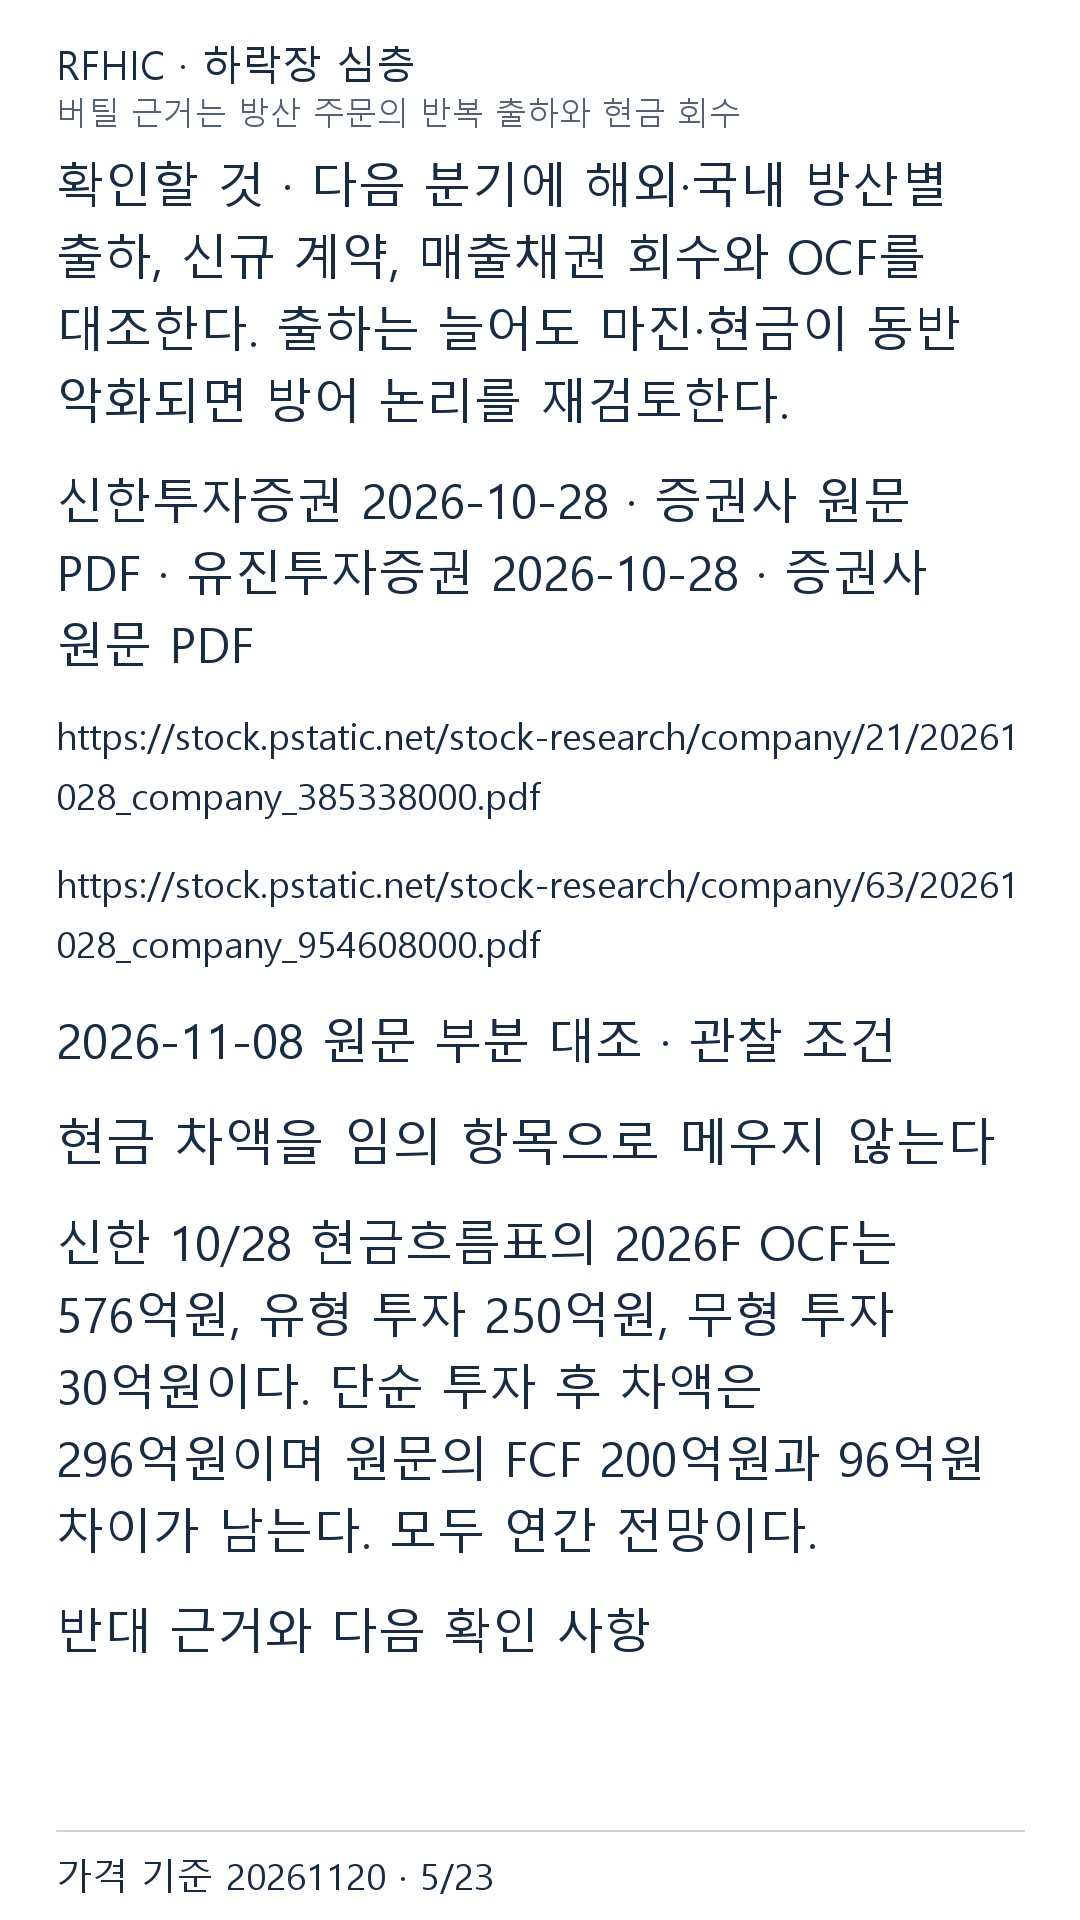 RFHIC · 하락장 심층
버틸 근거는 방산 주문의 반복 출하와 현금 회수
확인할 것 · 다음 분기에 해외·국내 방산별
출하, 신규 계약, 매출채권 회수와 OCF를
대조한다. 출하는 늘어도 마진·현금이 동반
악화되면 방어 논리를 재검토한다.
신한투자증권 2026-10-28 · 증권사 원문
PDF · 유진투자증권 2026-10-28 · 증권사
원문 PDF
https://stock.pstatic.net/stock-research/company/21/20261
028_company_385338000.pdf
https://stock.pstatic.net/stock-research/company/63/20261
028_company_954608000.pdf
2026-11-08 원문 부분 대조 · 관찰 조건
현금 차액을 임의 항목으로 메우지 않는다
신한 10/28 현금흐름표의 2026F OCF는
576억원, 유형 투자 250억원, 무형 투자
30억원이다. 단순 투자 후 차액은
296억원이며 원문의 FCF 200억원과 96억원
차이가 남는다. 모두 연간 전망이다.
반대 근거와 다음 확인 사항
가격 기준 20261120 · 5/23